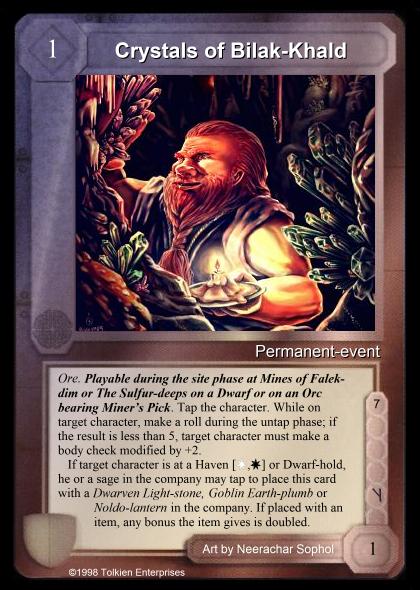 1
Crystals of Bilak-Khald
Permanent-event
Ore. Playable during the site phase at Mines of Falek-
dim or The Sulfur-deeps on a Dwarf or on an Orc
bearing Miner's Pick. Tap the character. While on
target character, make a roll during the untap phase; if
the result is less than 5, target character must make a
body check modified by +2.
If target character is at a Haven [☀,✷] or Dwarf-hold,
he or a sage in the company may tap to place this card
with a Dwarven Light-stone, Goblin Earth-plumb or
Noldo-lantern in the company. If placed with an
item, any bonus the item gives is doubled.
7
Art by Neerachar Sophol
1
©1998 Tolkien Enterprises